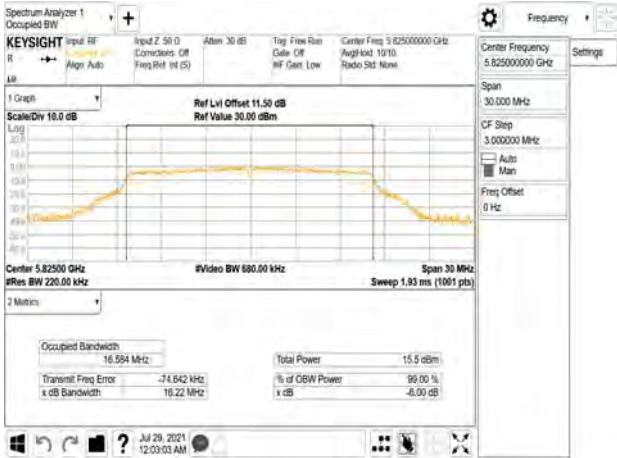 Spectrum Analyzer 1
Occupied BW
+
Frequency
KEYSIGHT
R
Input: RF
Align: Auto
Input Z: 50 Ω
Corrections: Off
Freq Ref: Int (S)
Atten: 30 dB
Trig: Free Run
Gate: Off
#IF Gain: Low
Center Freq: 5.825000000 GHz
Avg|Hold: 10/10
Radio Std: None
Center Frequency
5.825000000 GHz
Settings
Span
30.000 MHz
CF Step
3.000000 MHz
Auto
Man
Freq Offset
0 Hz
1 Graph
Scale/Div 10.0 dB
Ref Lvl Offset 11.50 dB
Ref Value 30.00 dBm
Log
Center 5.82500 GHz
#Res BW 220.00 kHz
#Video BW 680.00 kHz
Span 30 MHz
Sweep 1.93 ms (1001 pts)
2 Metrics
Occupied Bandwidth
16.584 MHz
Total Power
15.5 dBm
Transmit Freq Error
-74.642 kHz
% of OBW Power
99.00 %
x dB Bandwidth
16.22 MHz
x dB
-6.00 dB
?
Jul 29, 2021
12:03:03 AM